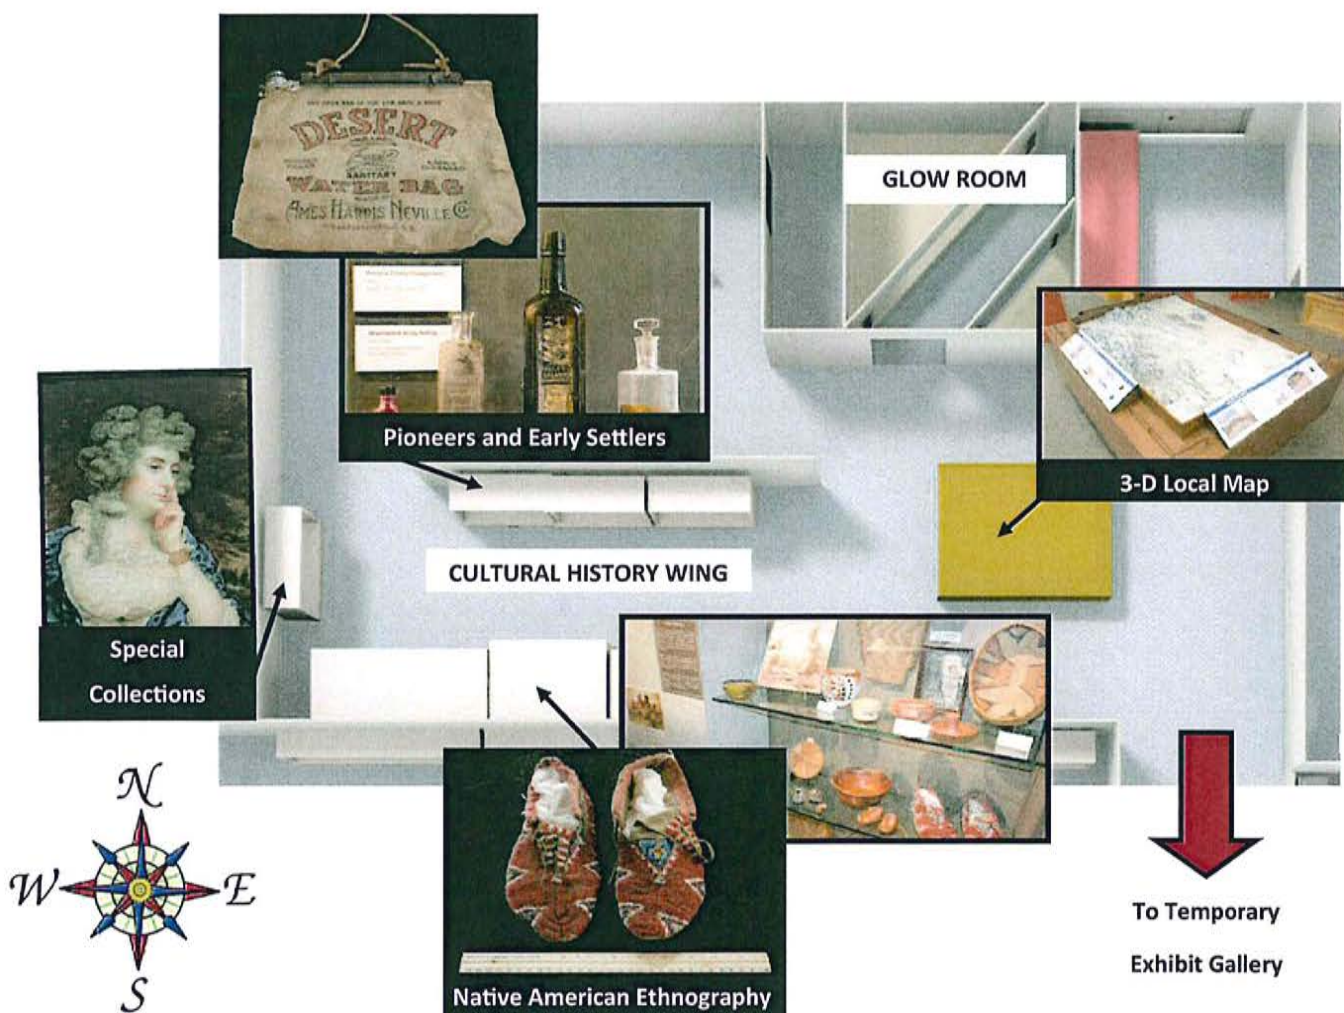 DESERT
SANITARY
WATER BAG
AMES HARRIS NEVILLE CO
GLOW ROOM
Pioneers and Early Settlers
3-D Local Map
CULTURAL HISTORY WING
Special
Collections
N
W E
S
To Temporary
Exhibit Gallery
Native American Ethnography